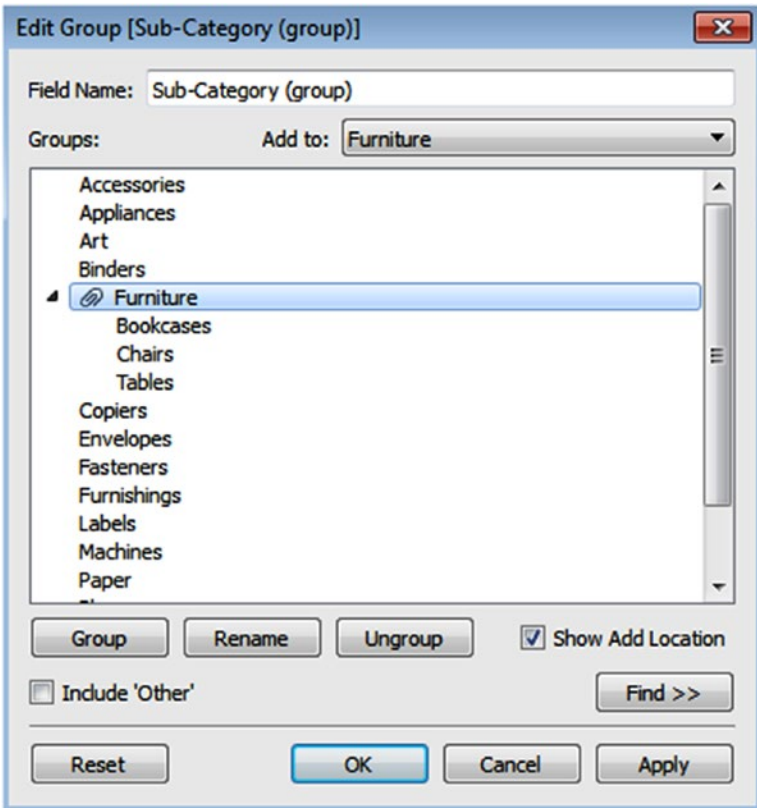 Edit Group [Sub-Category (group)]
Field Name: Sub-Category (group)
Groups: Add to: Furniture
Accessories
Appliances
Art
Binders
Furniture
Bookcases
Chairs
Tables
Copiers
Envelopes
Fasteners
Furnishings
Labels
Machines
Paper
Group Rename Ungroup Show Add Location
Include 'Other' Find >>
Reset OK Cancel Apply